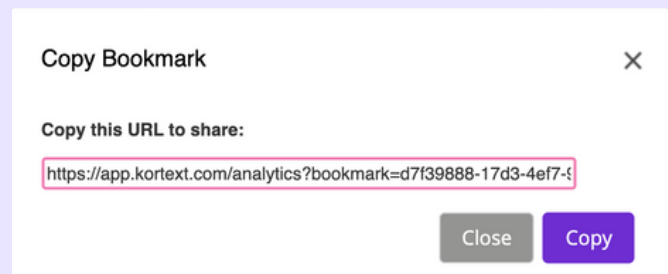 Copy Bookmark
Copy this URL to share:
https://app.kortext.com/analytics?bookmark=d7f39888-17d3-4ef7-
Close Copy